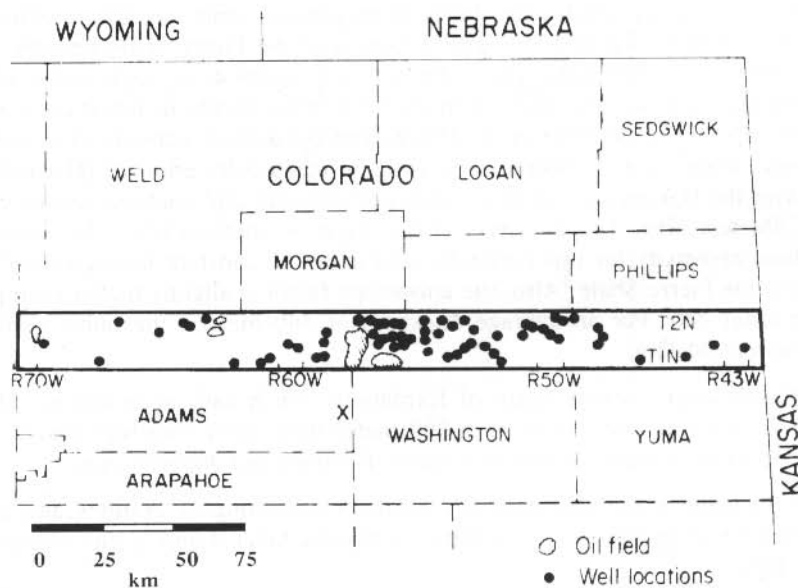 WYOMING NEBRASKA
SEDGWICK
WELD COLORADO LOGAN
MORGAN
PHILLIPS
T2N
T1N
R70W R60W R50W R43W
ADAMS X
WASHINGTON YUMA
KANSAS
ARAPAHOE
0 25 50 75
km
Oil field
Well locations